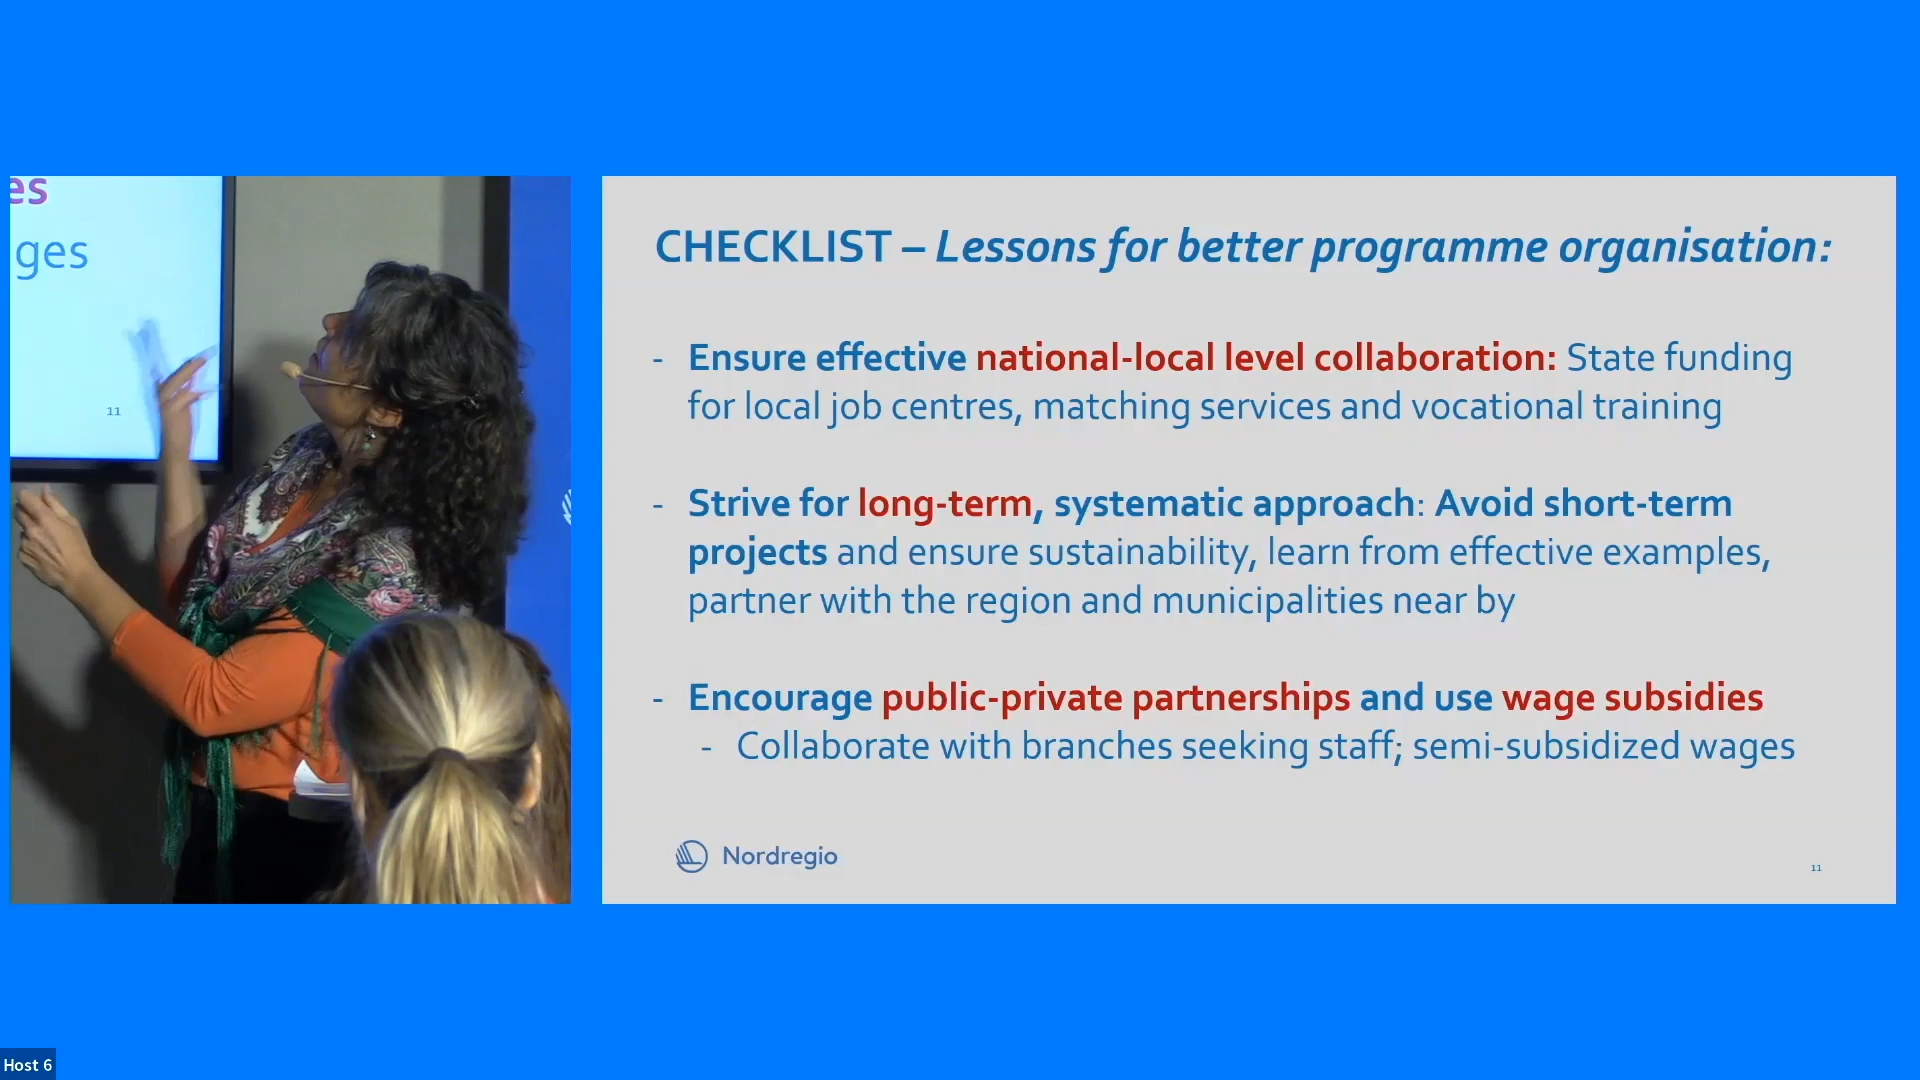 es
ges
11
CHECKLIST – Lessons for better programme organisation:
- Ensure effective national-local level collaboration: State funding
for local job centres, matching services and vocational training
- Strive for long-term, systematic approach: Avoid short-term
projects and ensure sustainability, learn from effective examples,
partner with the region and municipalities near by
- Encourage public-private partnerships and use wage subsidies
- Collaborate with branches seeking staff; semi-subsidized wages
Nordregio
11
Host 6